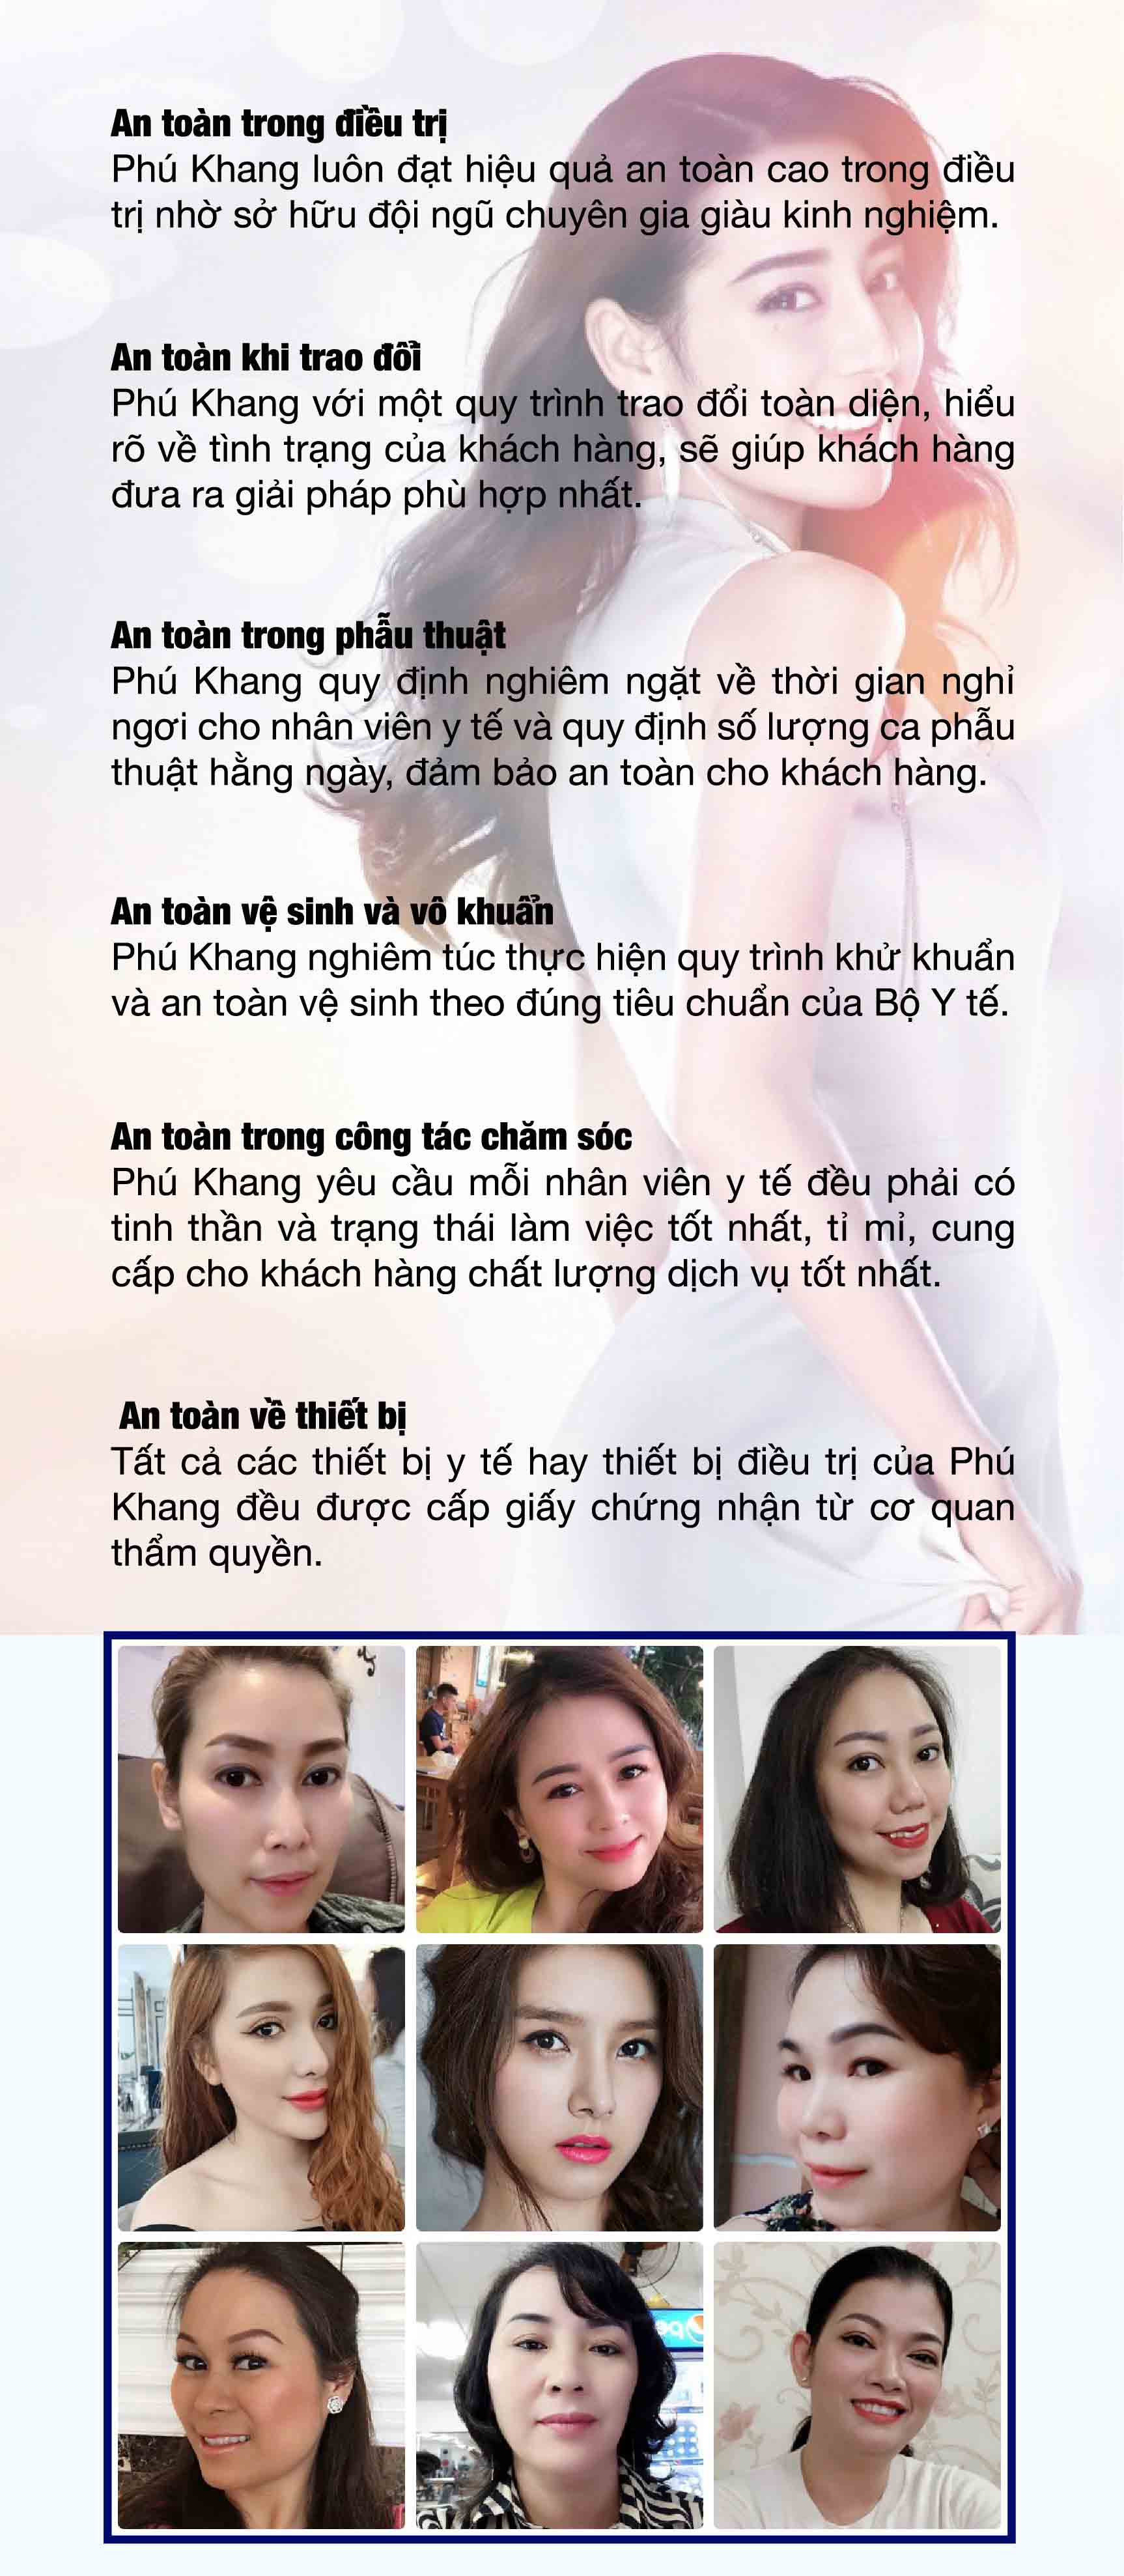 An toàn trong điều trị
Phú Khang luôn đạt hiệu quả an toàn cao trong điều
trị nhờ sở hữu đội ngũ chuyên gia giàu kinh nghiệm.
An toàn khi trao đổi
Phú Khang với một quy trình trao đổi toàn diện, hiểu
rõ về tình trạng của khách hàng, sẽ giúp khách hàng
đưa ra giải pháp phù hợp nhất.
An toàn trong phẫu thuật
Phú Khang quy định nghiêm ngặt về thời gian nghỉ
ngơi cho nhân viên y tế và quy định số lượng ca phẫu
thuật hằng ngày, đảm bảo an toàn cho khách hàng.
An toàn vệ sinh và vô khuẩn
Phú Khang nghiêm túc thực hiện quy trình khử khuẩn
và an toàn vệ sinh theo đúng tiêu chuẩn của Bộ Y tế.
An toàn trong công tác chăm sóc
Phú Khang yêu cầu mỗi nhân viên y tế đều phải có
tinh thần và trạng thái làm việc tốt nhất, tỉ mỉ, cung
cấp cho khách hàng chất lượng dịch vụ tốt nhất.
An toàn về thiết bị
Tất cả các thiết bị y tế hay thiết bị điều trị của Phú
Khang đều được cấp giấy chứng nhận từ cơ quan
thẩm quyền.